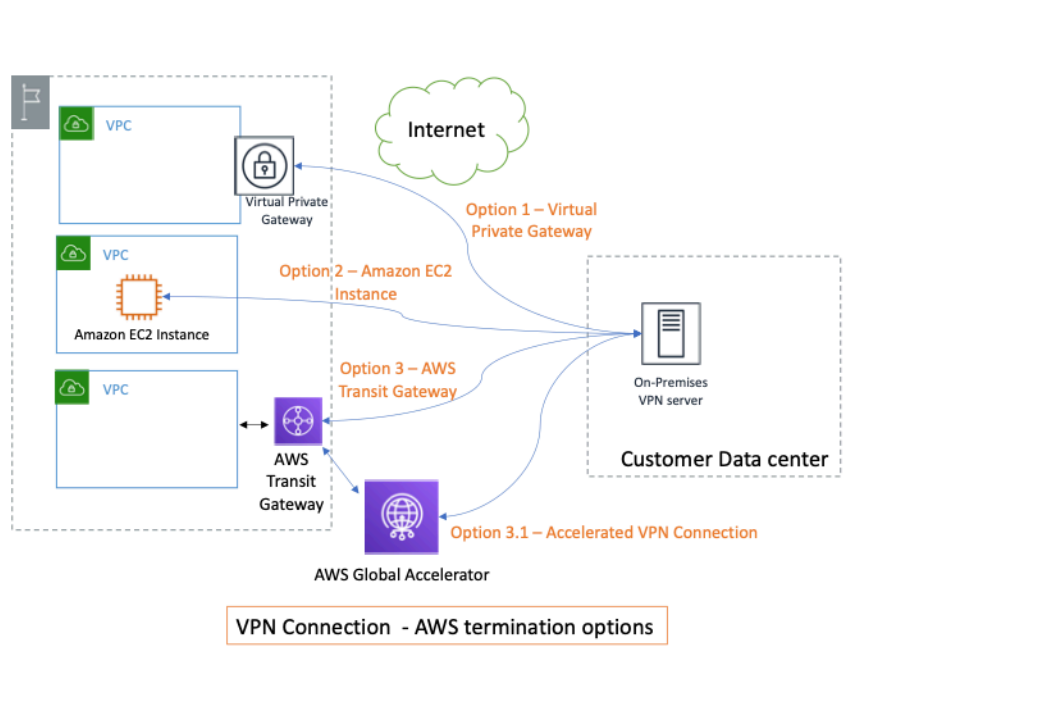 Internet
VPC
Virtual Private
Gateway
Option 1 – Virtual
Private Gateway
VPC
Option 2 – Amazon EC2
Instance
Amazon EC2 Instance
Option 3 – AWS
Transit Gateway
On-Premises
VPN server
VPC
Customer Data center
AWS
Transit
Gateway
Option 3.1 – Accelerated VPN Connection
AWS Global Accelerator
VPN Connection - AWS termination options